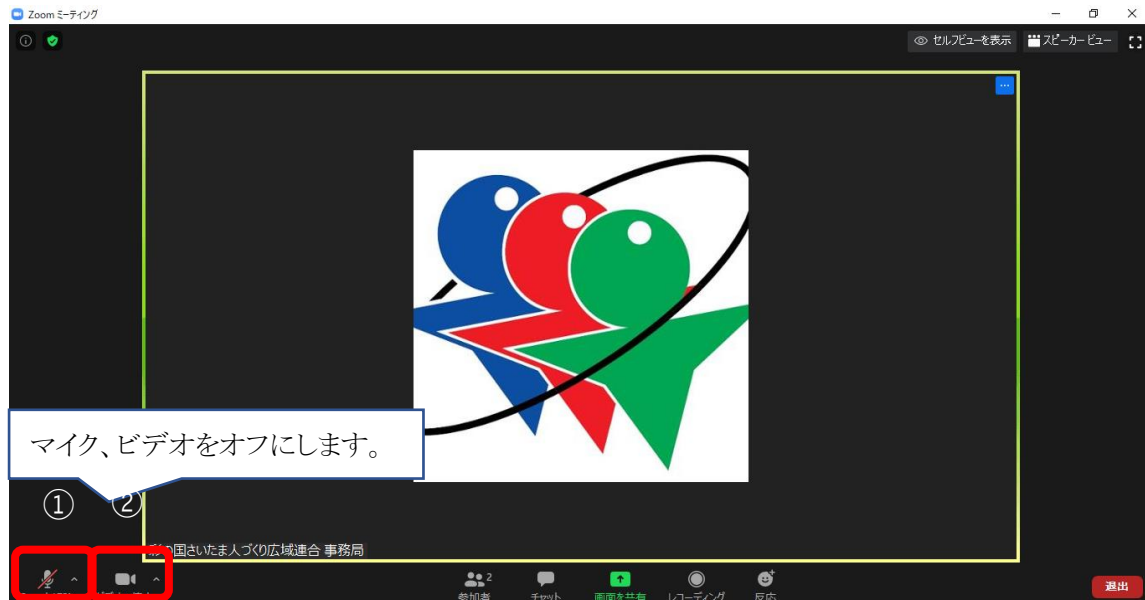 Zoom ミーティング
セルフビューを表示 スピーカー ビュー
マイク、ビデオをオフにします。
① ②
彩の国さいたま人づくり広域連合 事務局
2
参加者 チャット 画面を共有 レコーディング 反応 退出